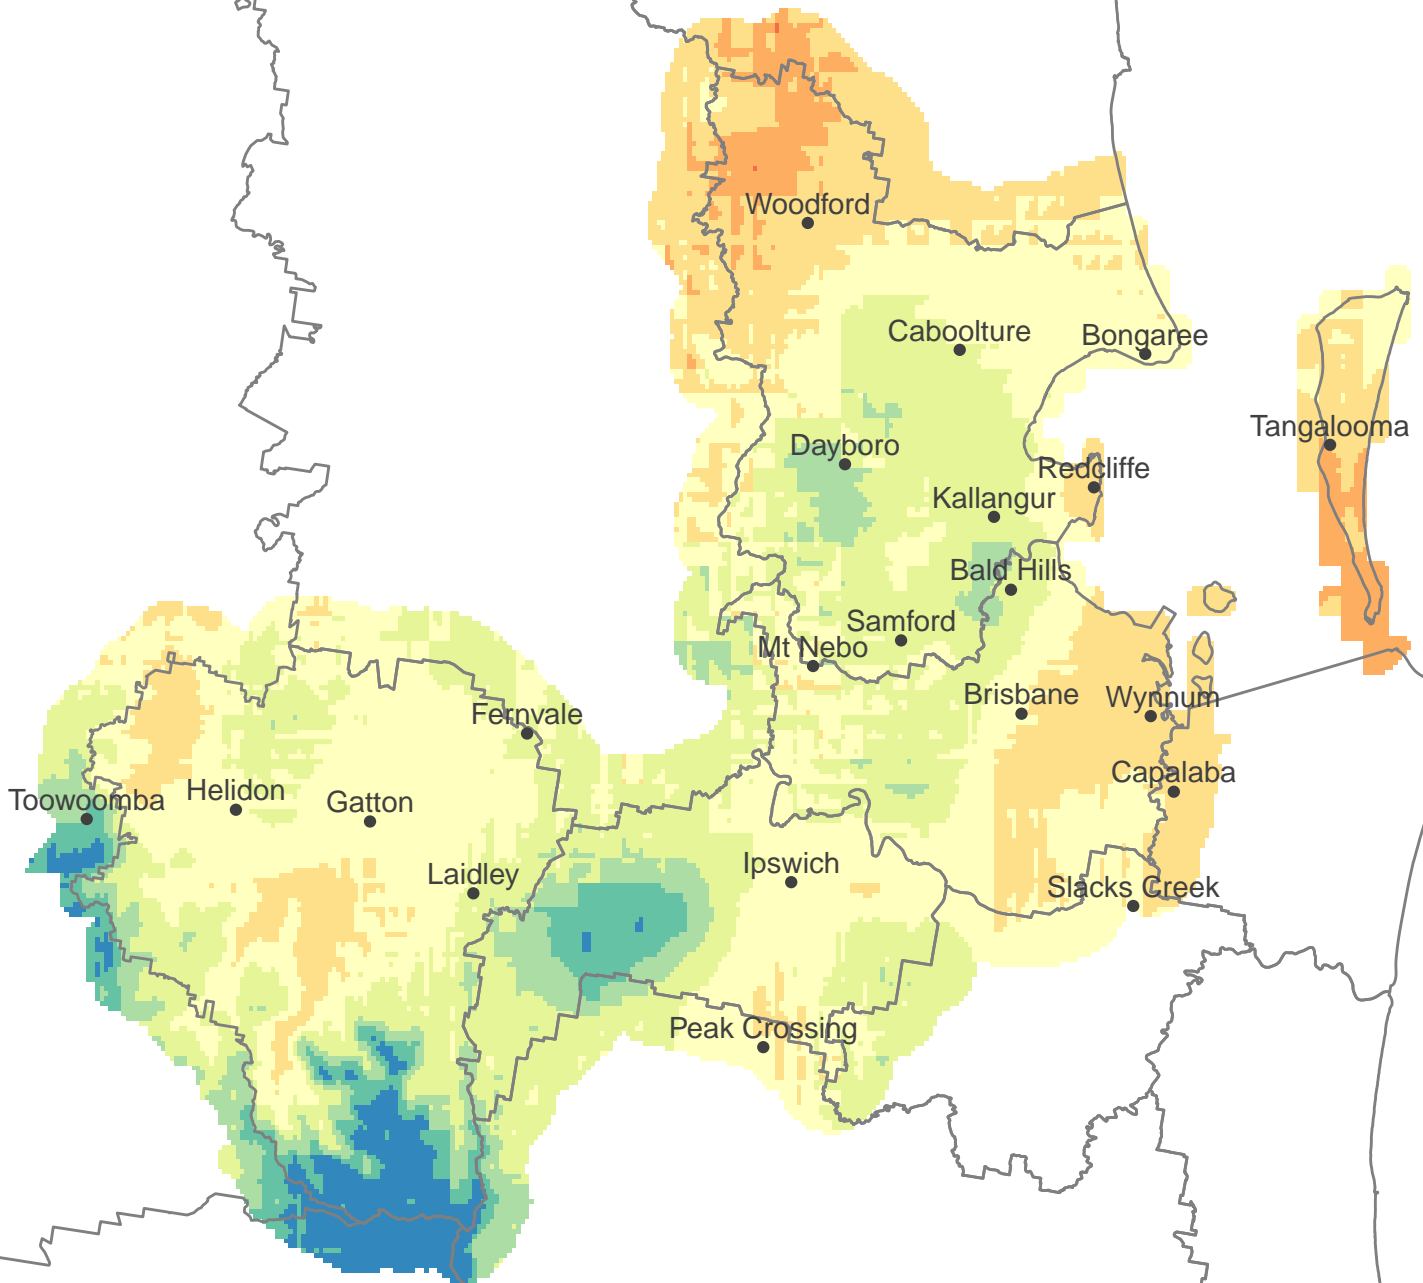 Woodford
Caboolture
Bongaree
Tangalooma
Dayboro
Redcliffe
Kallangur
Bald Hills
Samford
Mt Nebo
Brisbane
Wynnum
Fernvale
Capalaba
Toowoomba
Helidon
Gatton
Ipswich
Laidley
Slacks Creek
Peak Crossing